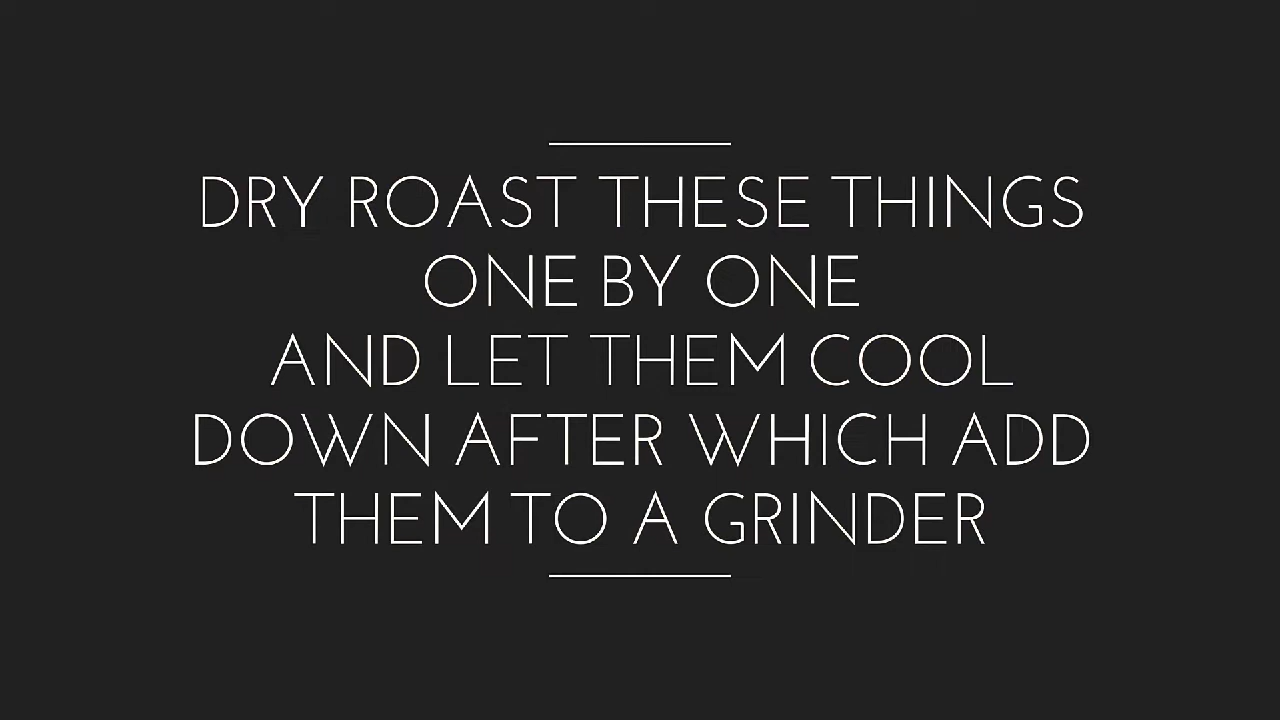 DRY ROAST THESE THINGS
ONE BY ONE
AND LET THEM COOL
DOWN AFTER WHICH ADD
THEM TO A GRINDER